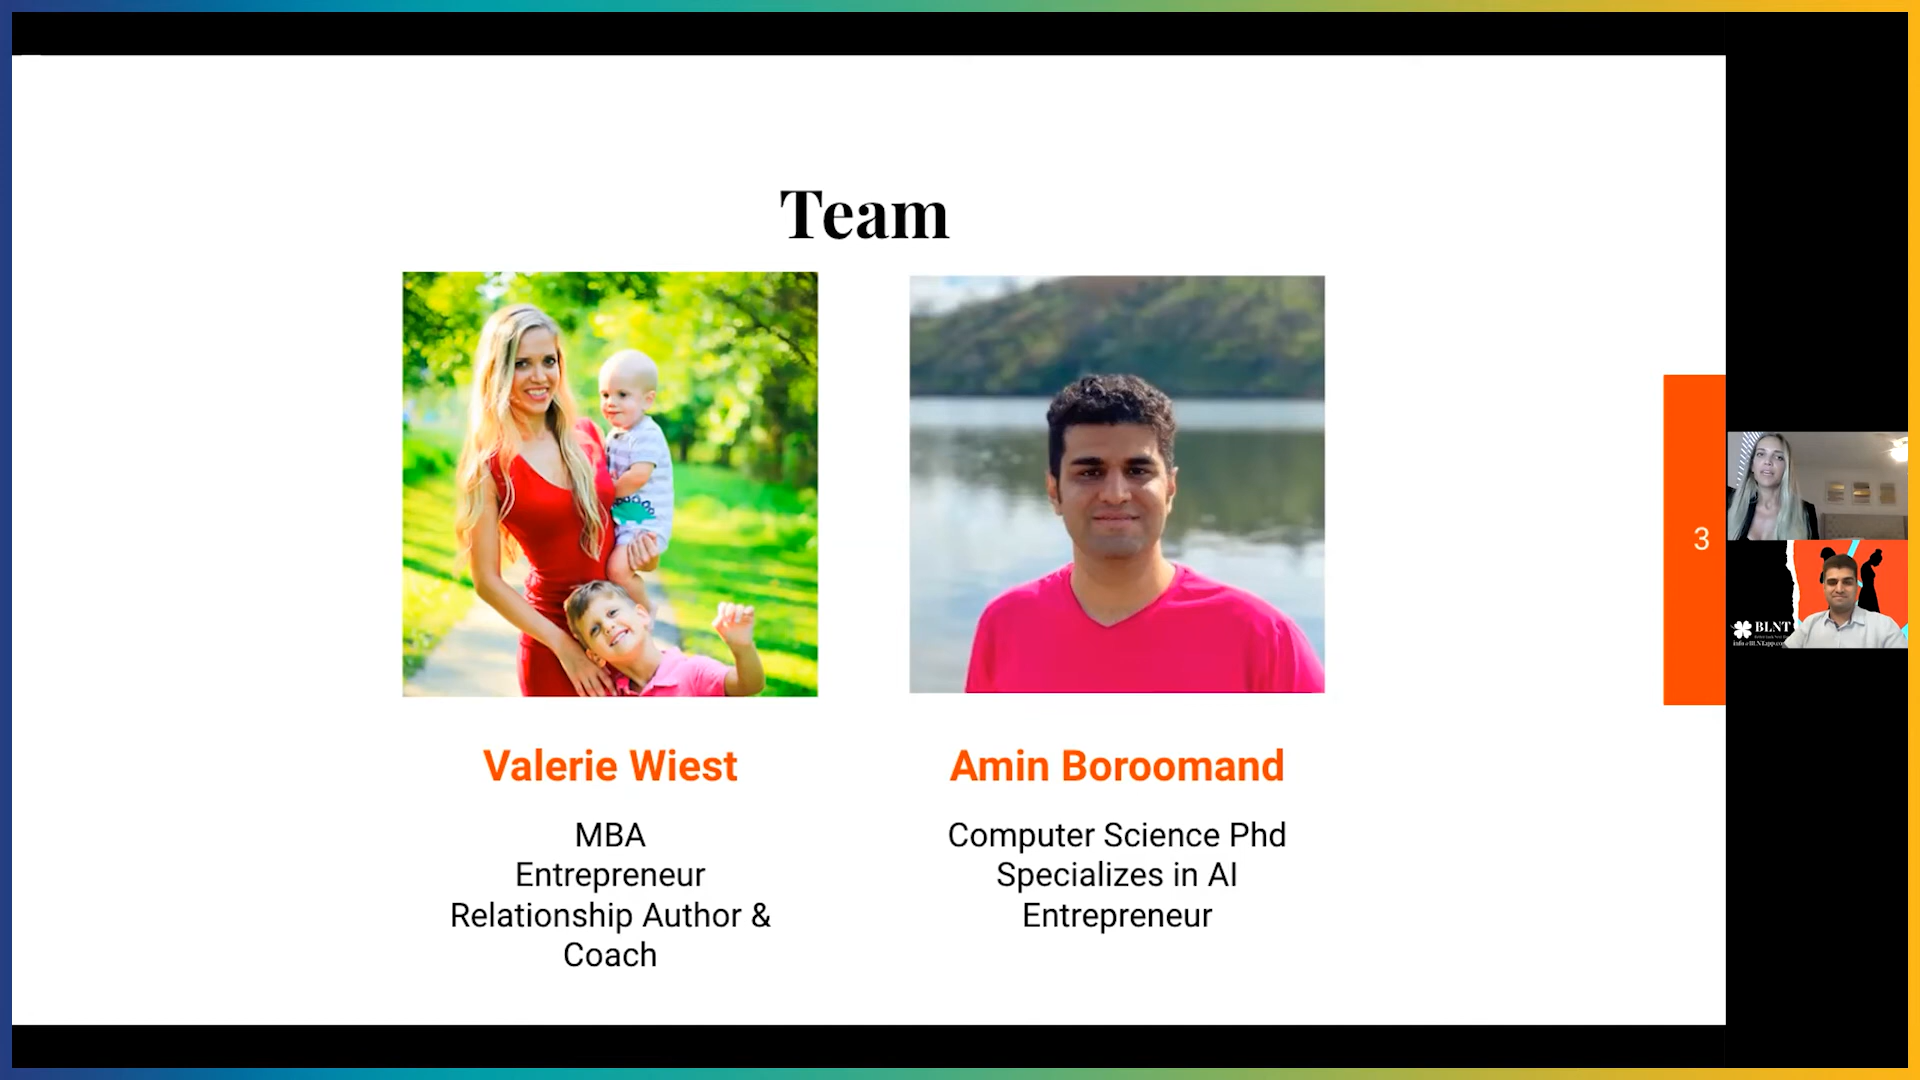 Team
Valerie Wiest
MBA
Entrepreneur
Relationship Author &
Coach
Amin Boroomand
Computer Science Phd
Specializes in AI
Entrepreneur
3
BLNT